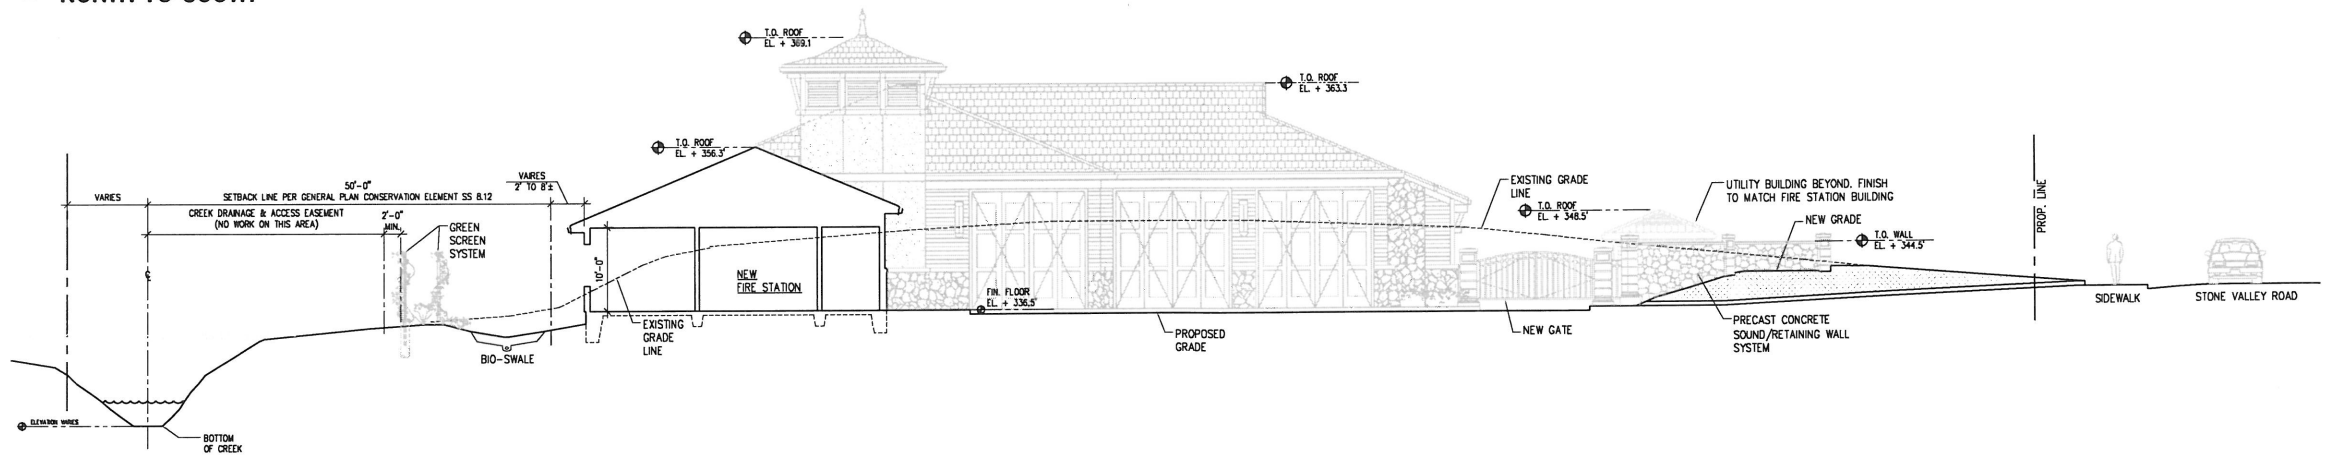 T.O. ROOF
EL. + 369.1
T.O. ROOF
EL. + 363.3
T.O. ROOF
EL. + 356.3'
VARIES
50'-0"
SETBACK LINE PER GENERAL PLAN CONSERVATION ELEMENT SS 8.12
VAIRES
2' TO 8'±
CREEK DRAINAGE & ACCESS EASEMENT
(NO WORK ON THIS AREA)
2'-0"
MIN.
GREEN
SCREEN
SYSTEM
EXISTING GRADE
LINE
T.O. ROOF
EL. + 348.5'
UTILITY BUILDING BEYOND. FINISH
TO MATCH FIRE STATION BUILDING
NEW GRADE
T.O. WALL
EL. + 344.5'
PROP. LINE
10'-0"
NEW
FIRE STATION
FIN. FLOOR
EL. + 336.5'
EXISTING
GRADE
LINE
BIO-SWALE
PROPOSED
GRADE
NEW GATE
PRECAST CONCRETE
SOUND/RETAINING WALL
SYSTEM
SIDEWALK
STONE VALLEY ROAD
ELEVATION VARIES
BOTTOM
OF CREEK